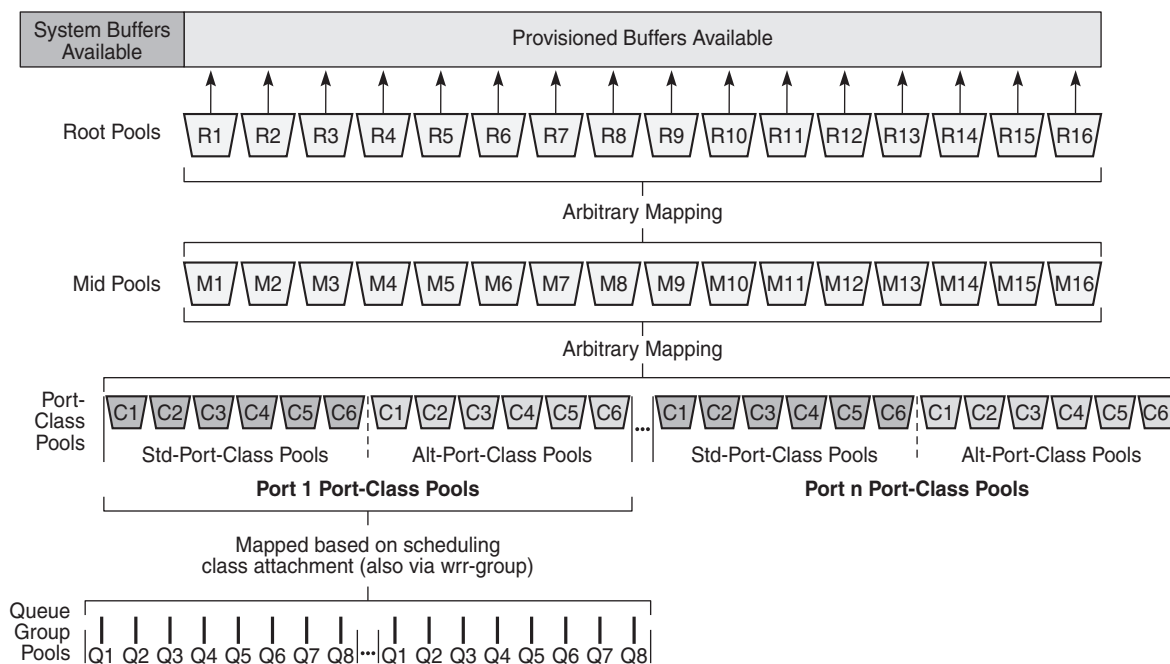 System Buffers
Available
Provisioned Buffers Available
Root Pools
R1 R2 R3 R4 R5 R6 R7 R8 R9 R10 R11 R12 R13 R14 R15 R16
Arbitrary Mapping
Mid Pools
M1 M2 M3 M4 M5 M6 M7 M8 M9 M10 M11 M12 M13 M14 M15 M16
Arbitrary Mapping
Port-
Class
Pools
C1 C2 C3 C4 C5 C6 C1 C2 C3 C4 C5 C6 ... C1 C2 C3 C4 C5 C6 C1 C2 C3 C4 C5 C6
Std-Port-Class Pools Alt-Port-Class Pools Std-Port-Class Pools Alt-Port-Class Pools
Port 1 Port-Class Pools Port n Port-Class Pools
Mapped based on scheduling
class attachment (also via wrr-group)
Queue
Group
Pools
Q1 Q2 Q3 Q4 Q5 Q6 Q7 Q8 ... Q1 Q2 Q3 Q4 Q5 Q6 Q7 Q8